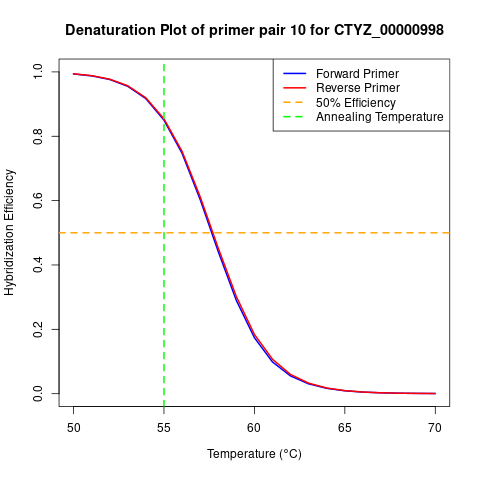 Denaturation Plot of primer pair 10 for CTYZ_00000998
Forward Primer
Reverse Primer
50% Efficiency
Annealing Temperature
Hybridization Efficiency
1.0
0.8
0.6
0.4
0.2
0.0
50 55 60 65 70
Temperature (°C)